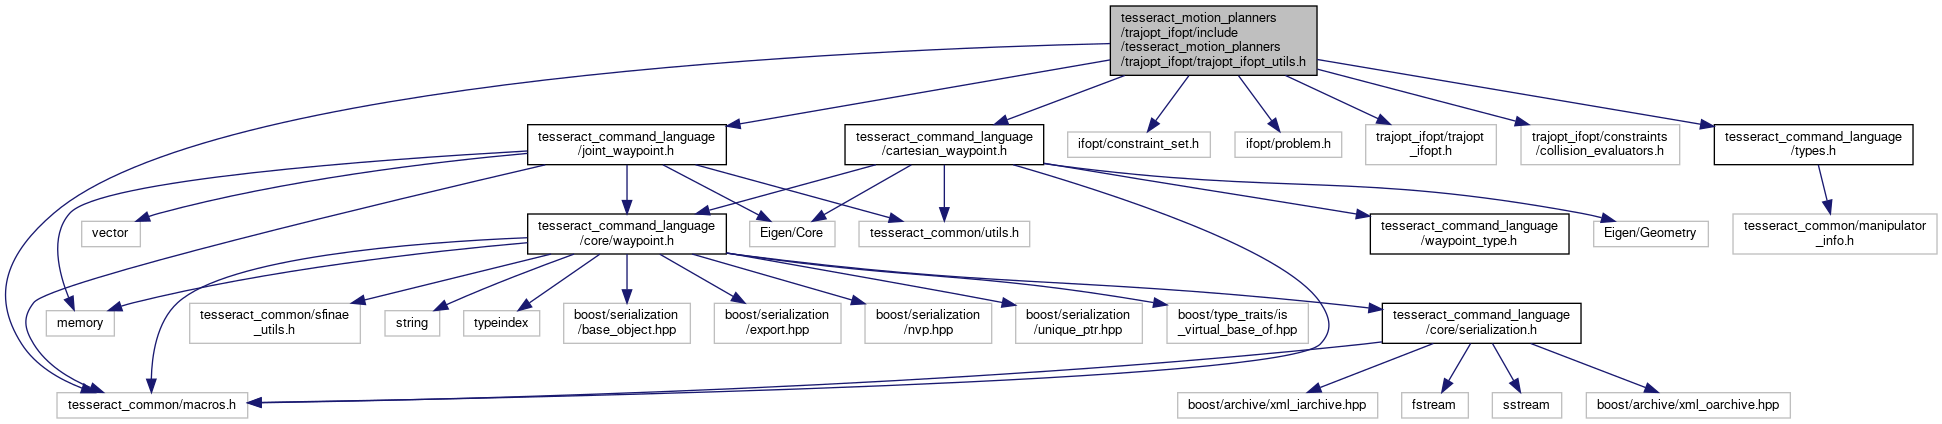 tesseract_motion_planners
/trajopt_ifopt/include
/tesseract_motion_planners
/trajopt_ifopt/trajopt_ifopt_utils.h
tesseract_command_language
/joint_waypoint.h
tesseract_command_language
/cartesian_waypoint.h
ifopt/constraint_set.h
ifopt/problem.h
trajopt_ifopt/trajopt
_ifopt.h
trajopt_ifopt/constraints
/collision_evaluators.h
tesseract_command_language
/types.h
vector
tesseract_command_language
/core/waypoint.h
Eigen/Core
tesseract_common/utils.h
tesseract_command_language
/waypoint_type.h
Eigen/Geometry
tesseract_common/manipulator
_info.h
memory
tesseract_common/sfinae
_utils.h
string
typeindex
boost/serialization
/base_object.hpp
boost/serialization
/export.hpp
boost/serialization
/nvp.hpp
boost/serialization
/unique_ptr.hpp
boost/type_traits/is
_virtual_base_of.hpp
tesseract_command_language
/core/serialization.h
tesseract_common/macros.h
boost/archive/xml_iarchive.hpp
fstream
sstream
boost/archive/xml_oarchive.hpp